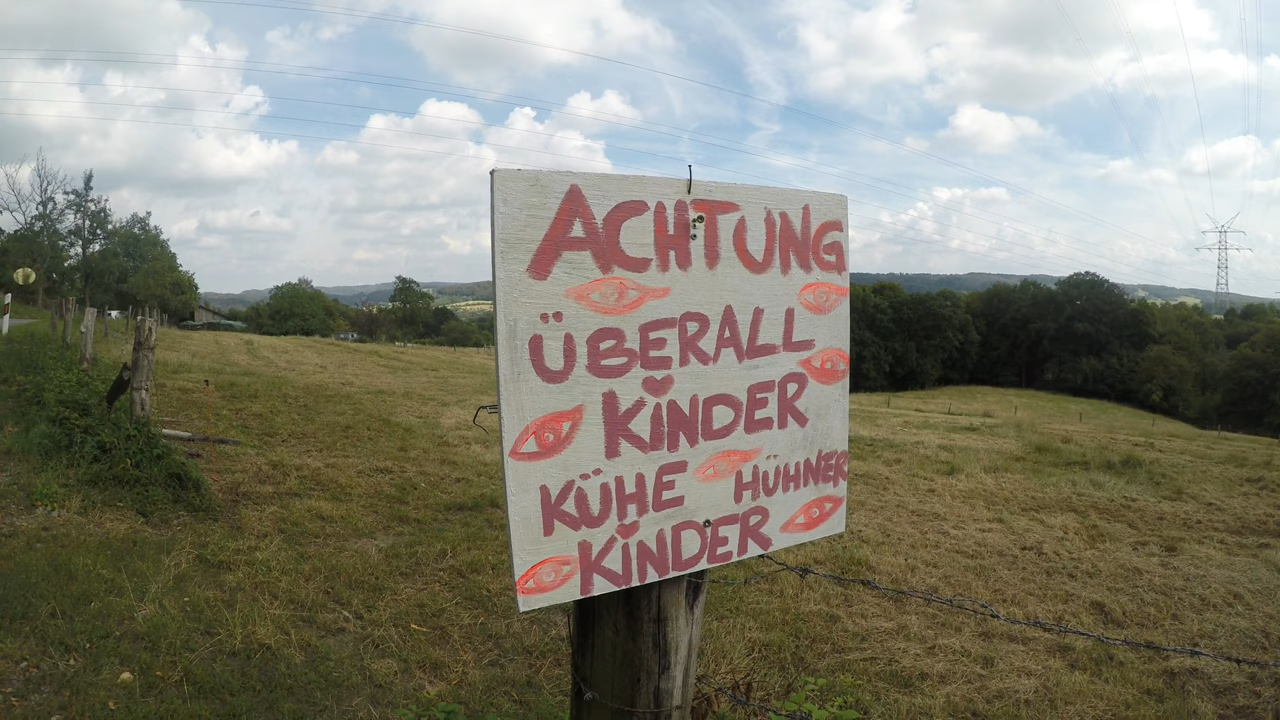 ACHTUNG
ÜBERALL
KINDER
KÜHE HÜHNER
KINDER